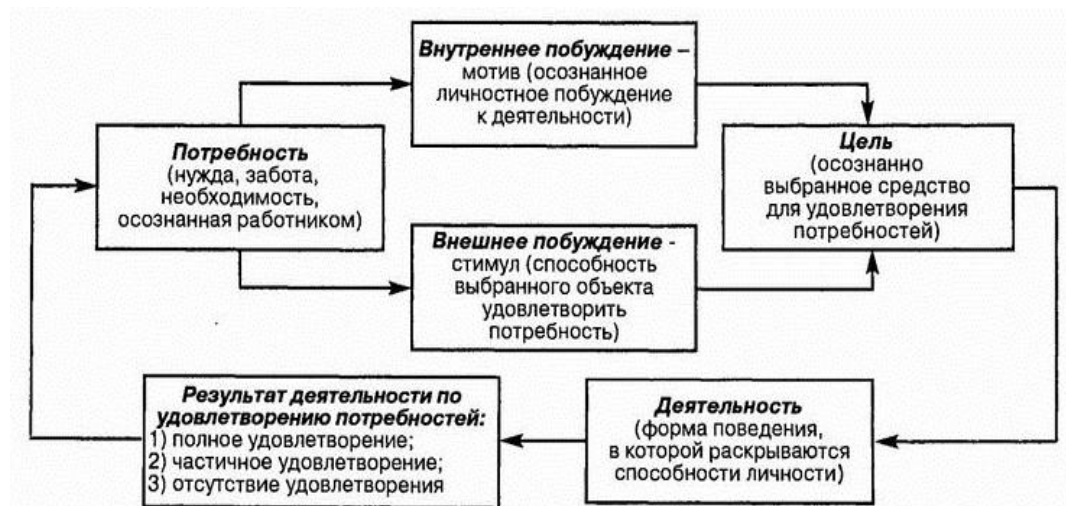 Внутреннее побуждение –
мотив (осознанное
личностное побуждение
к деятельности)
Потребность
(нужда, забота,
необходимость,
осознанная работником)
Цель
(осознанно
выбранное средство
для удовлетворения
потребностей)
Внешнее побуждение -
стимул (способность
выбранного объекта
удовлетворить
потребность)
Результат деятельности по
удовлетворению потребностей:
1) полное удовлетворение;
2) частичное удовлетворение;
3) отсутствие удовлетворения
Деятельность
(форма поведения,
в которой раскрываются
способности личности)